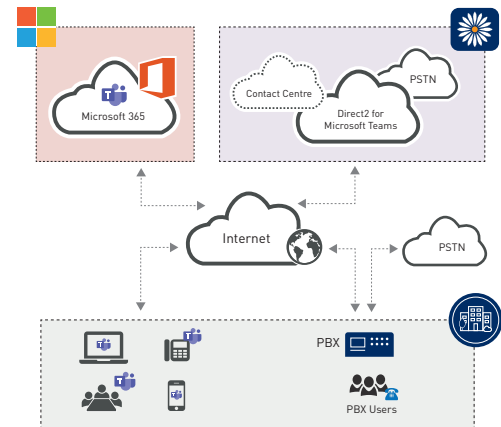 Microsoft 365
Contact Centre
PSTN
Direct2 for
Microsoft Teams
Internet
PSTN
PBX
PBX Users